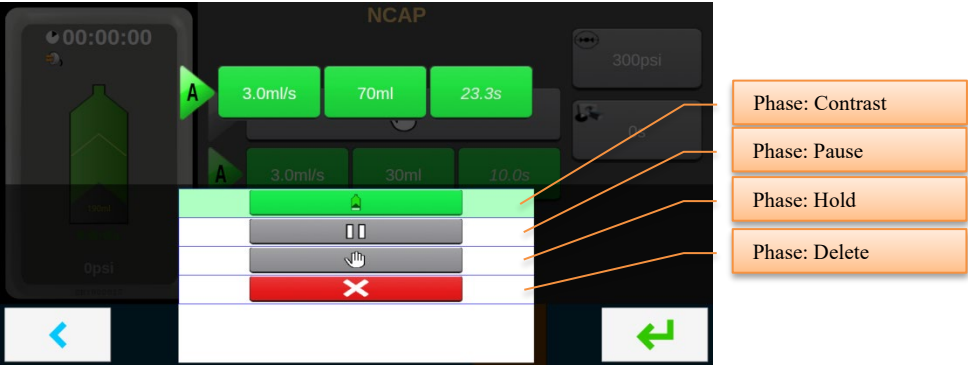 NCAP
00:00:00
300psi
A 3.0ml/s 70ml 23.3s
0s
A 3.0ml/s 30ml 10.0s
0psi
Phase: Contrast
Phase: Pause
Phase: Hold
Phase: Delete